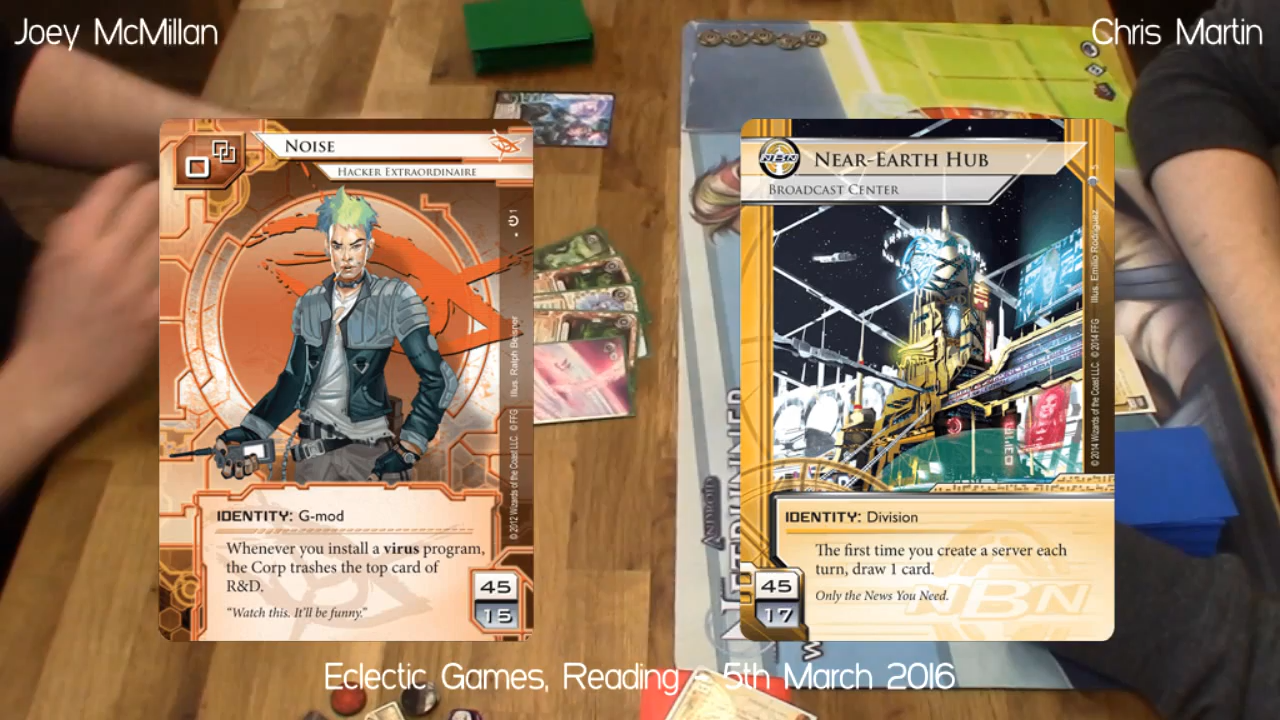 Joey McMillan
Chris Martin
NOISE
HACKER EXTRAORDINAIRE
1
Illus. Ralph Beisner
© 2012 Wizards of the Coast LLC. © FFG
IDENTITY: G-mod
Whenever you install a virus program,
the Corp trashes the top card of
R&D.
"Watch this. It'll be funny."
45
15
NBN
NEAR-EARTH HUB
BROADCAST CENTER
Illus. Emilio Rodriguez
© 2014 Wizards of the Coast LLC. © 2014 FFG
IDENTITY: Division
The first time you create a server each
turn, draw 1 card.
Only the News You Need.
NBN
45
17
ANDROID
NETRUNNER
Eclectic Games, Reading - 5th March 2016